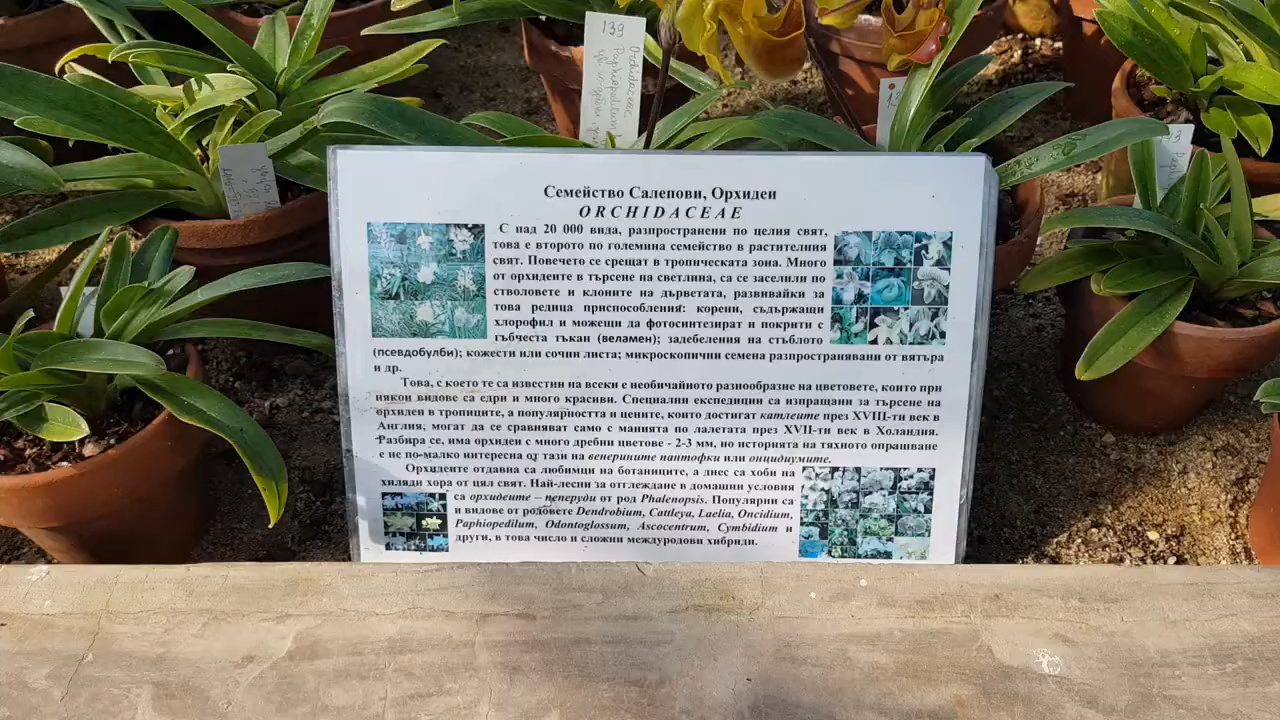 139
Orchidaceae
Семейство Салепови, Орхидеи
ORCHIDACEAE
С над 20 000 вида, разпространени по целия свят,
това е второто по големина семейство в растителния
свят. Повечето се срещат в тропическата зона. Много
от орхидеите в търсене на светлина, са се заселили по
стволовете и клоните на дърветата, развивайки за
това редица приспособления: корени, съдържащи
хлорофил и можещи да фотосинтезират и покрити с
гъбчеста тъкан (веламен); задебеления на стъблото
(псевдобулби); кожести или сочни листа; микроскопични семена разпространявани от вятъра
и др.
Това, с което те са известни на всеки е необичайното разнообразие на цветовете, които при
някои видове са едри и много красиви. Специални експедиции са изпращани за търсене на
орхидеи в тропиците, а популярността и цените, които достигат катлеите през XVIII-ти век в
Англия, могат да се сравняват само с манията по лалетата през XVII-ти век в Холандия.
Разбира се, има орхидеи с много дребни цветове - 2-3 мм, но историята на тяхното опрашване
е не по-малко интересна от тази на венерините пантофки или онцидиумите.
Орхидеите отдавна са любимци на ботаниците, а днес са хоби на
хиляди хора от цял свят. Най-лесни за отглеждане в домашни условия
са орхидеите – пеперуди от род Phalenopsis. Популярни са
и видове от родовете Dendrobium, Cattleya, Laelia, Oncidium,
Paphiopedilum, Odontoglossum, Ascocentrum, Cymbidium и
други, в това число и сложни междуродови хибриди.